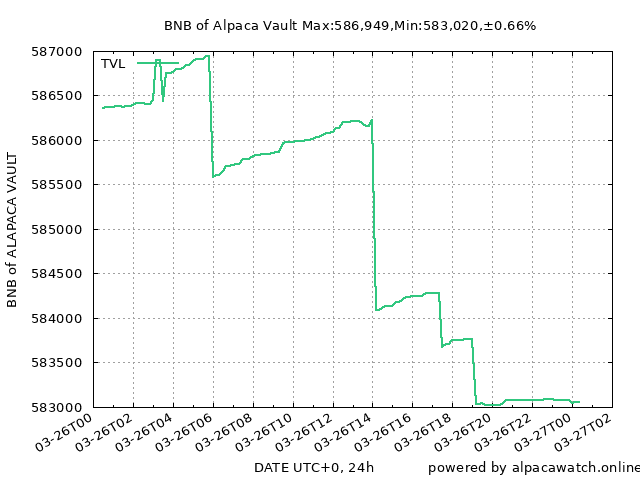 BNB of Alpaca Vault Max:586,949,Min:583,020,±0.66%
587000
TVL
586500
586000
585500
585000
584500
584000
583500
583000
BNB of ALAPACA VAULT
03-26T00
03-26T02
03-26T04
03-26T06
03-26T08
03-26T10
03-26T12
03-26T14
03-26T16
03-26T18
03-26T20
03-26T22
03-27T00
03-27T02
DATE UTC+0, 24h
powered by alpacawatch.online